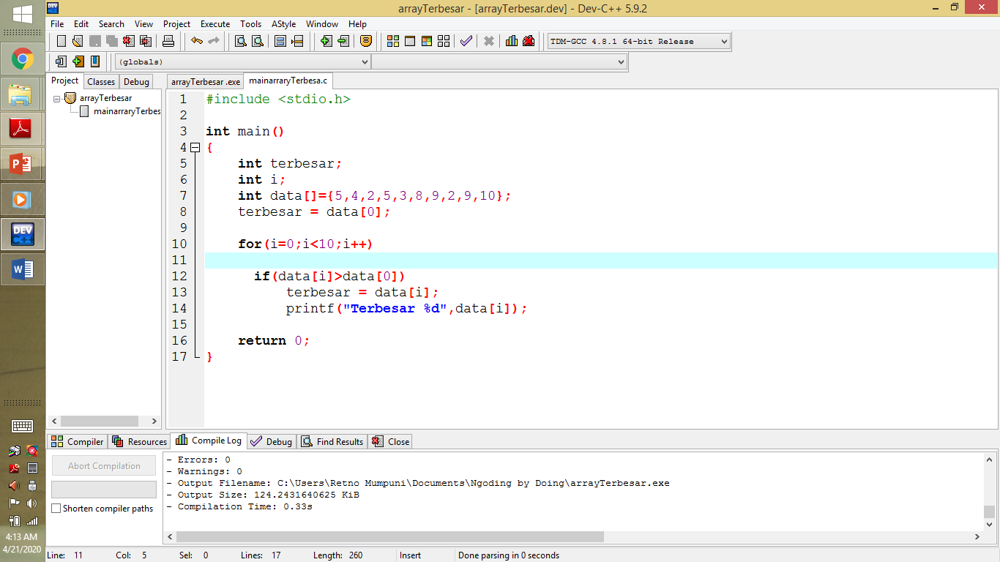 arrayTerbesar - [arrayTerbesar.dev] - Dev-C++ 5.9.2
File Edit Search View Project Execute Tools AStyle Window Help
TDM-GCC 4.8.1 64-bit Release
(globals)
Project Classes Debug
arrayTerbesar .exe mainarraryTerbesa.c
arrayTerbesar
mainarraryTerbes
1 #include <stdio.h>
2
3 int main()
4 {
5 int terbesar;
6 int i;
7 int data[]={5,4,2,5,3,8,9,2,9,10};
8 terbesar = data[0];
9
10 for(i=0;i<10;i++)
11
12 if(data[i]>data[0])
13 terbesar = data[i];
14 printf("Terbesar %d",data[i]);
15
16 return 0;
17 }
Compiler Resources Compile Log Debug Find Results Close
Abort Compilation
Shorten compiler paths
- Errors: 0
- Warnings: 0
- Output Filename: C:\Users\Retno Mumpuni\Documents\Ngoding by Doing\arrayTerbesar.exe
- Output Size: 124.2431640625 KiB
- Compilation Time: 0.33s
Line: 11 Col: 5 Sel: 0 Lines: 17 Length: 260 Insert Done parsing in 0 seconds
DEV
C++
4:13 AM
4/21/2020